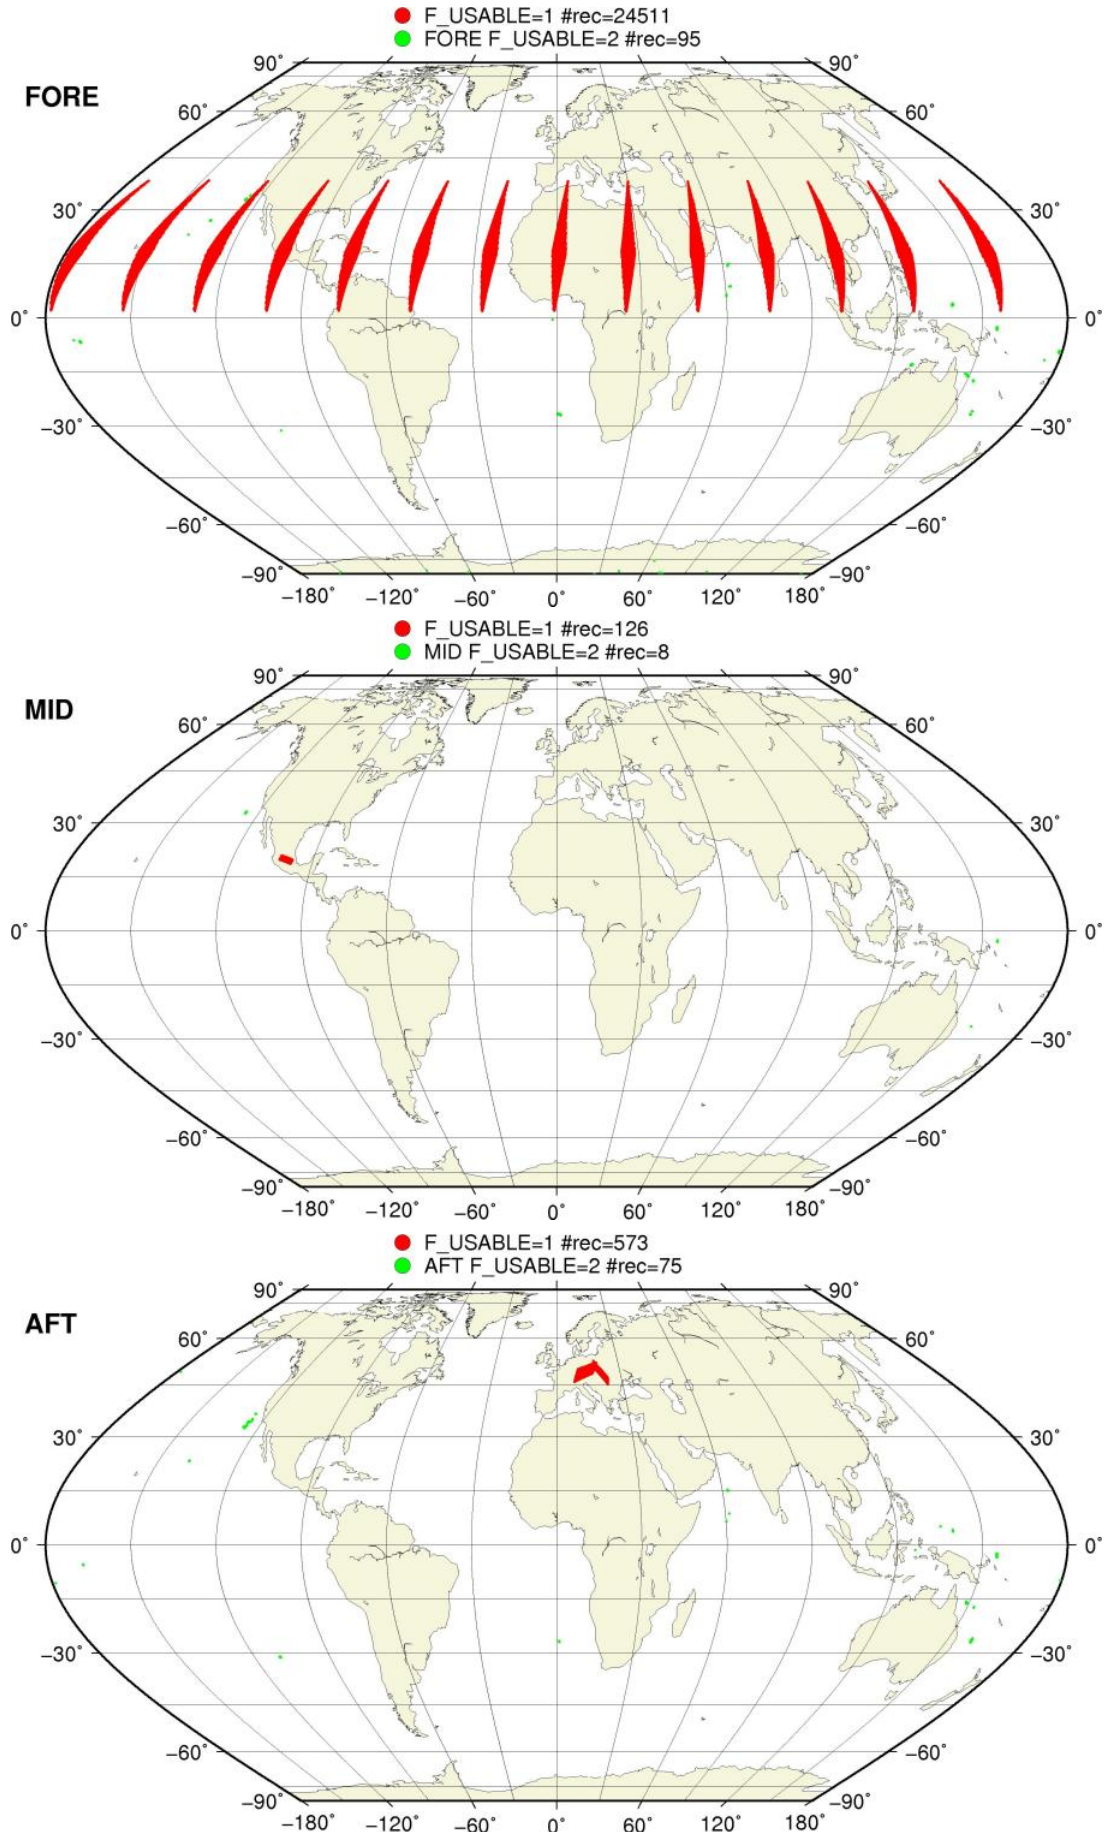 F_USABLE=1 #rec=24511
FORE F_USABLE=2 #rec=95
FORE
90° 90°
60° 60°
30° 30°
0° 0°
−30° −30°
−60° −60°
−90° −90°
−180° −120° −60° 0° 60° 120° 180°
F_USABLE=1 #rec=126
MID F_USABLE=2 #rec=8
MID
90° 90°
60° 60°
30° 30°
0° 0°
−30° −30°
−60° −60°
−90° −90°
−180° −120° −60° 0° 60° 120° 180°
F_USABLE=1 #rec=573
AFT F_USABLE=2 #rec=75
AFT
90° 90°
60° 60°
30° 30°
0° 0°
−30° −30°
−60° −60°
−90° −90°
−180° −120° −60° 0° 60° 120° 180°